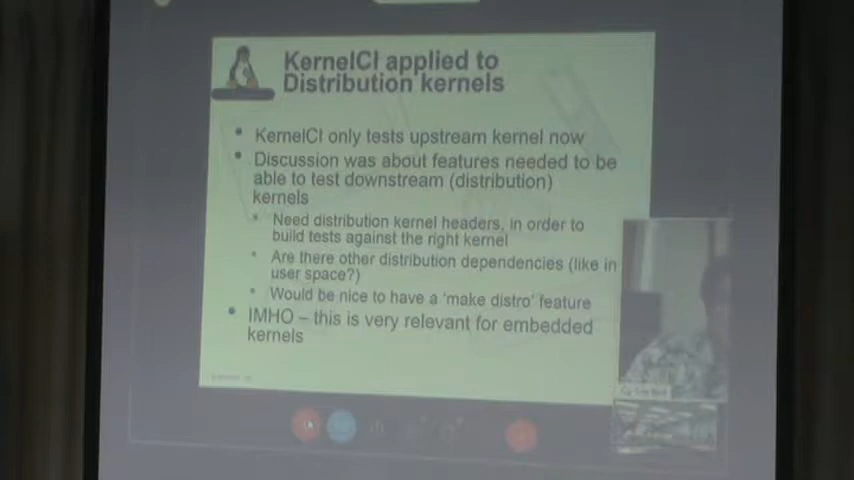 KernelCI applied to
Distribution kernels
• KernelCI only tests upstream kernel now
• Discussion was about features needed to be
able to test downstream (distribution)
kernels
• Need distribution kernel headers, in order to
build tests against the right kernel
• Are there other distribution dependencies (like in
user space?)
• Would be nice to have a 'make distro' feature
• IMHO – this is very relevant for embedded
kernels